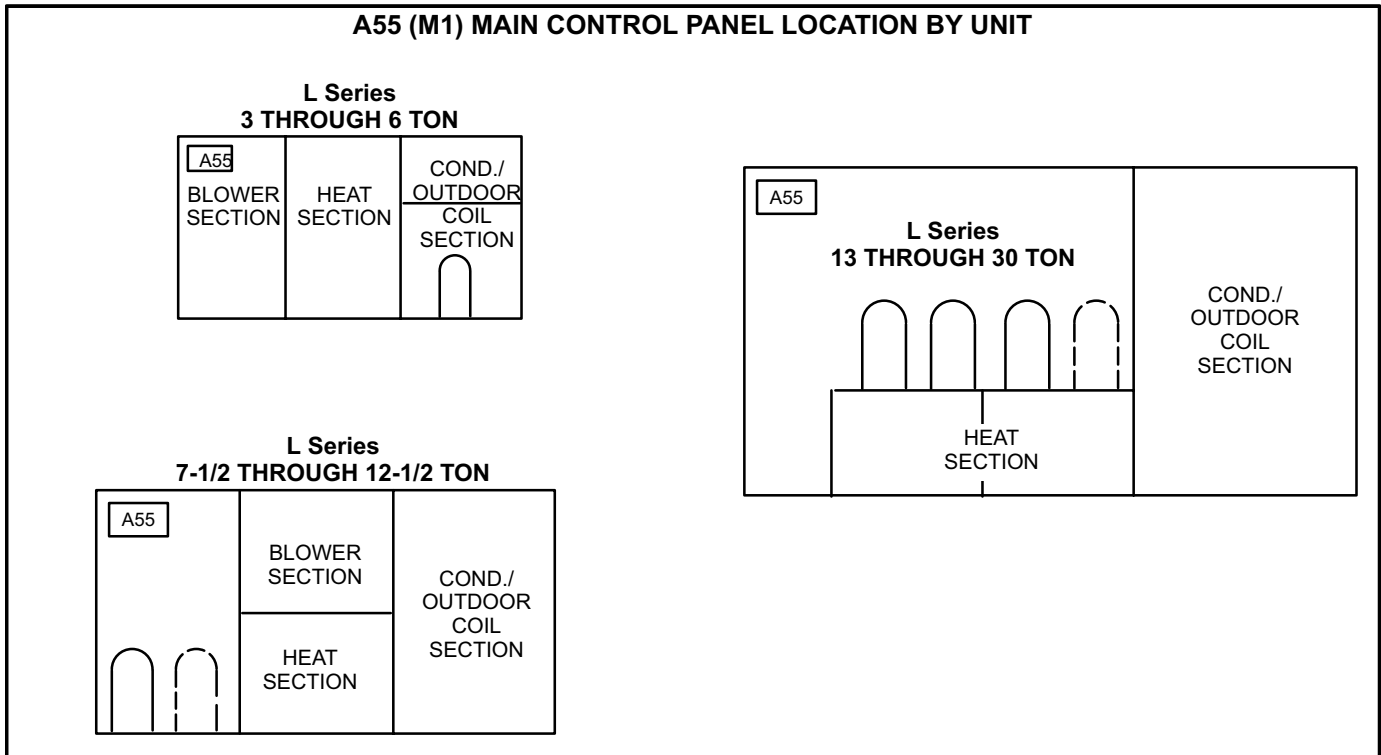 A55 (M1) MAIN CONTROL PANEL LOCATION BY UNIT
L Series
3 THROUGH 6 TON
A55
BLOWER
SECTION
HEAT
SECTION
COND./
OUTDOOR
COIL
SECTION
L Series
7-1/2 THROUGH 12-1/2 TON
A55
BLOWER
SECTION
HEAT
SECTION
COND./
OUTDOOR
COIL
SECTION
A55
L Series
13 THROUGH 30 TON
HEAT
SECTION
COND./
OUTDOOR
COIL
SECTION